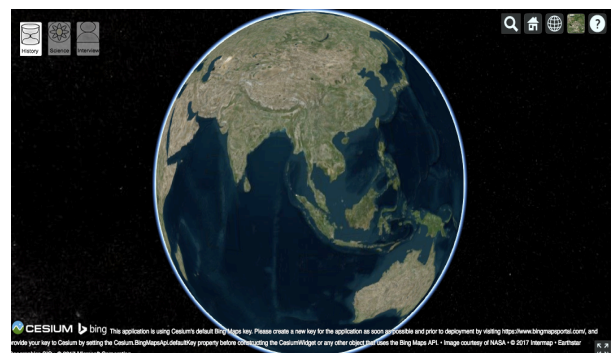 History Science Interview
?
CESIUM bing This application is using Cesium's default Bing Maps key. Please create a new key for the application as soon as possible and prior to deployment by visiting https://www.bingmapsportal.com/, and
rovide your key to Cesium by setting the Cesium.BingMapsApi.defaultKey property before constructing the CesiumWidget or any other object that uses the Bing Maps API. • Image courtesy of NASA • © 2017 Intermap • Earthstar